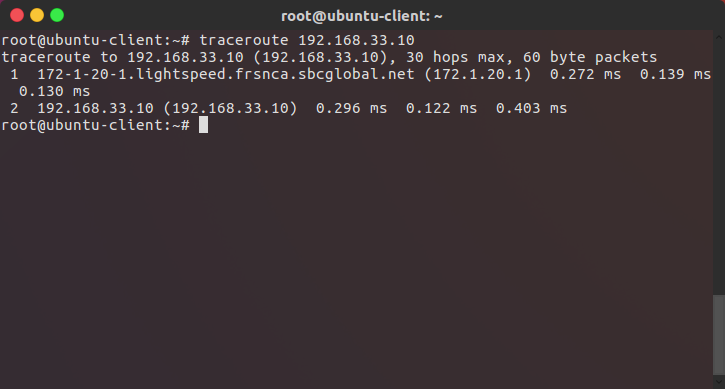 root@ubuntu-client: ~
root@ubuntu-client:~# traceroute 192.168.33.10
traceroute to 192.168.33.10 (192.168.33.10), 30 hops max, 60 byte packets
 1  172-1-20-1.lightspeed.frsnca.sbcglobal.net (172.1.20.1)  0.272 ms  0.139 ms
  0.130 ms
 2  192.168.33.10 (192.168.33.10)  0.296 ms  0.122 ms  0.403 ms
root@ubuntu-client:~#